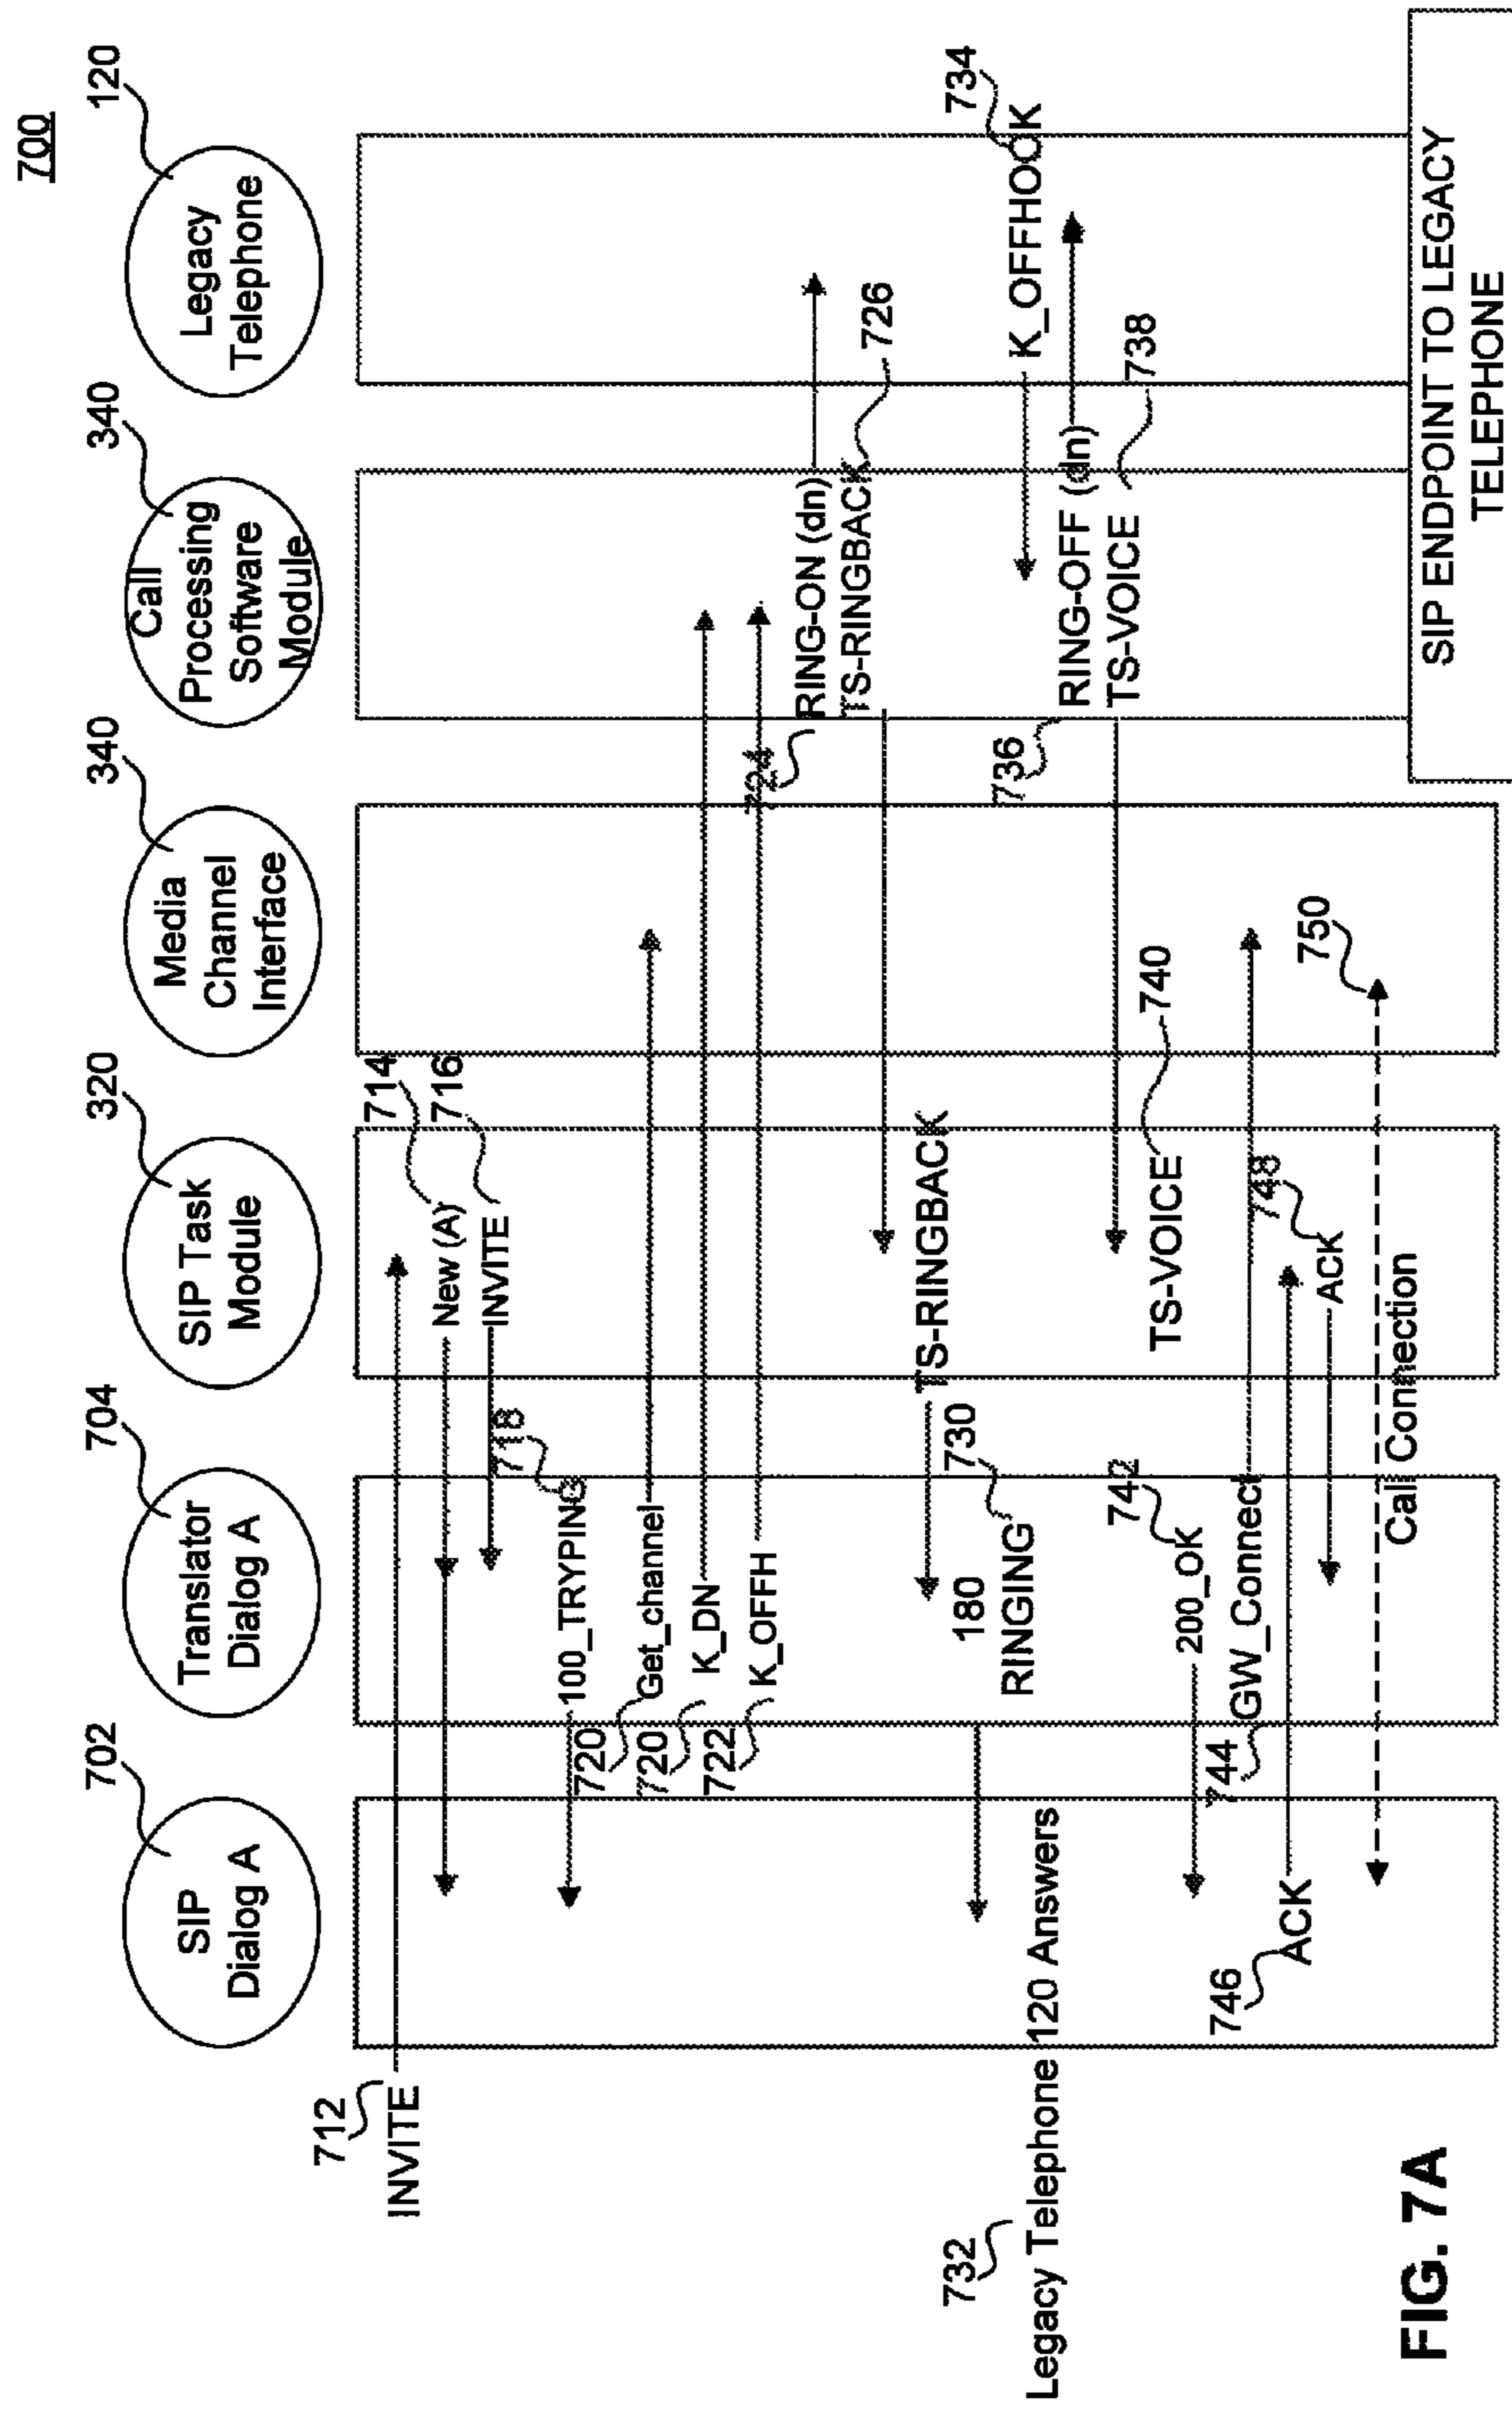 700
702
704
320
340
340
120
SIP
Dialog A
Translator
Dialog A
SIP Task
Module
Media
Channel
Interface
Call
Processing
Software
Module
Legacy
Telephone
712
INVITE
714
New (A)
716
INVITE
718
100_TRYPING
720
Get_channel
720
K_DN
722
K_OFFH
724
RING-ON (dn)
TS-RINGBACK
726
TS-RINGBACK
180
RINGING
730
732
Legacy Telephone 120 Answers
734
K_OFFHOOK
736
RING-OFF (dn)
TS-VOICE
738
TS-VOICE
740
742
200_OK
744
GW_Connect
746
ACK
748
ACK
750
Call Connection
SIP ENDPOINT TO LEGACY
TELEPHONE
FIG. 7A